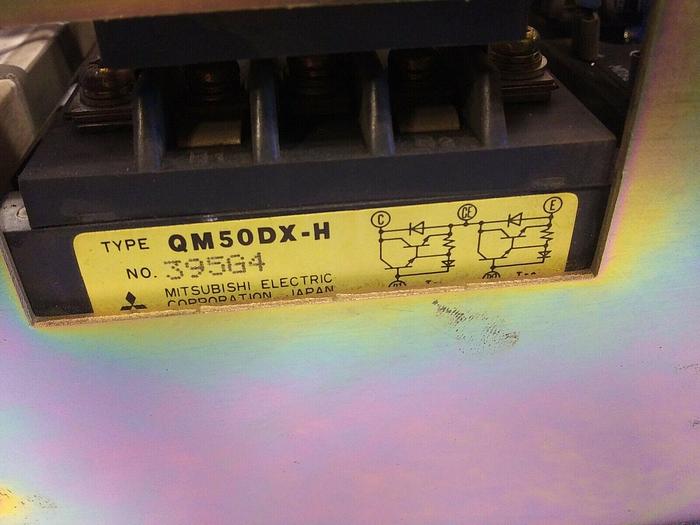 TYPE QM50DX-H
NO. 395G4
MITSUBISHI ELECTRIC
CORPORATION JAPAN
C CE E